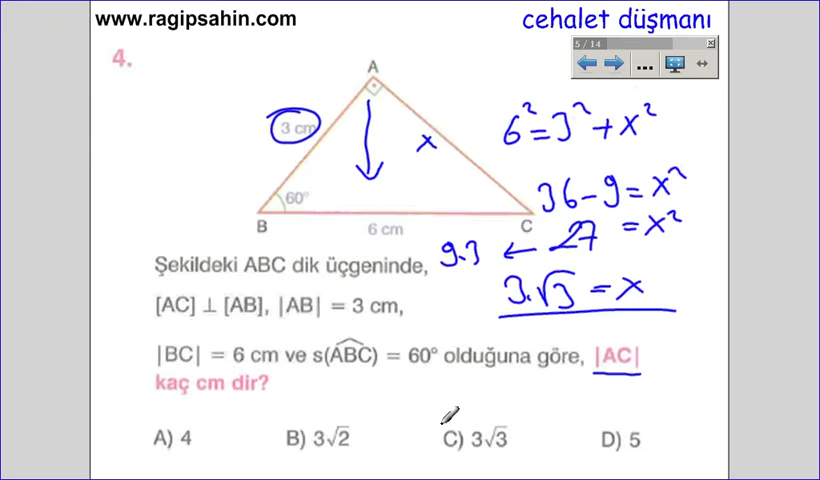 www.ragipsahin.com
cehalet düşmanı
5 / 14
4.
A
3 cm
x
60°
B
6 cm
C
6² = 3² + x²
36 - 9 = x²
9.3 ← 27 = x²
3.√3 = x
Şekildeki ABC dik üçgeninde,
[AC] ⊥ [AB], |AB| = 3 cm,
|BC| = 6 cm ve s(ABC) = 60° olduğuna göre, |AC|
kaç cm dir?
A) 4 B) 3√2 C) 3√3 D) 5